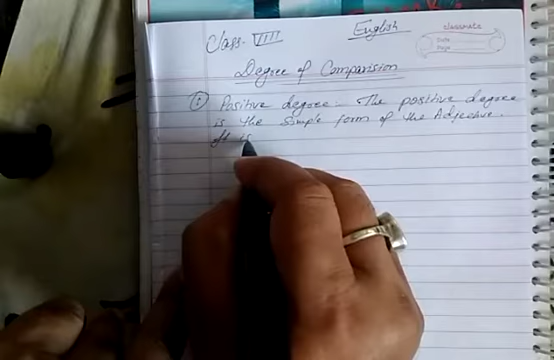 Class- VIII
English
classmate
Date
Page
Degree of Comparision
① Positive degree: The positive degree
is the simple form of the Adjective.
It is